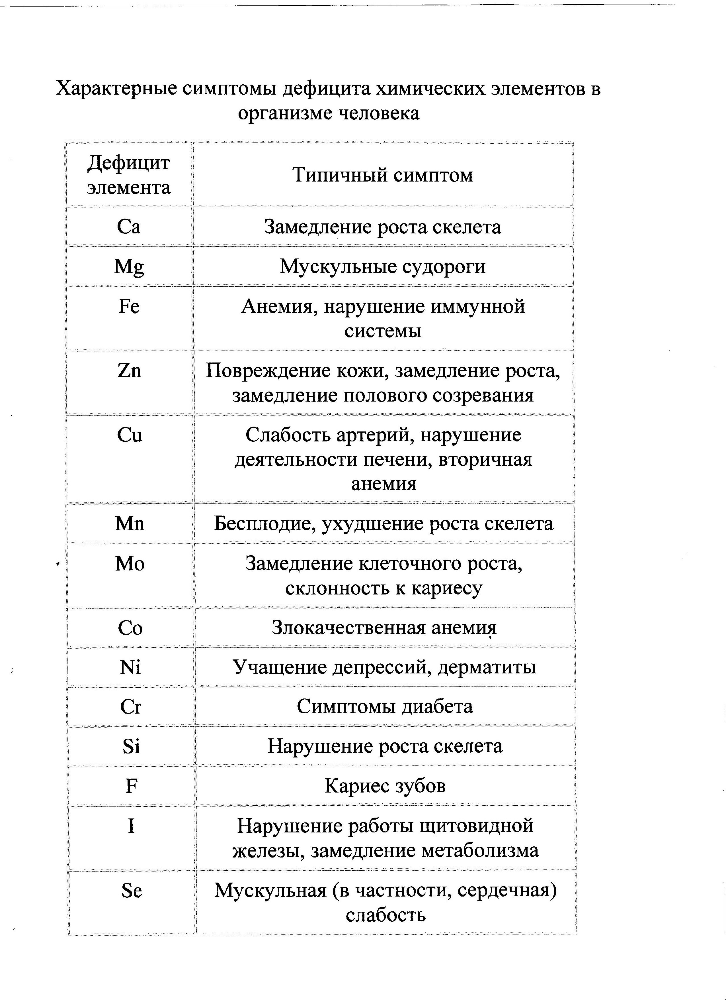 Характерные симптомы дефицита химических элементов в
организме человека
Дефицит
элемента
Типичный симптом
Ca
Замедление роста скелета
Mg
Мускульные судороги
Fe
Анемия, нарушение иммунной
системы
Zn
Повреждение кожи, замедление роста,
замедление полового созревания
Cu
Слабость артерий, нарушение
деятельности печени, вторичная
анемия
Mn
Бесплодие, ухудшение роста скелета
Mo
Замедление клеточного роста,
склонность к кариесу
Co
Злокачественная анемия
Ni
Учащение депрессий, дерматиты
Cr
Симптомы диабета
Si
Нарушение роста скелета
F
Кариес зубов
I
Нарушение работы щитовидной
железы, замедление метаболизма
Se
Мускульная (в частности, сердечная)
слабость